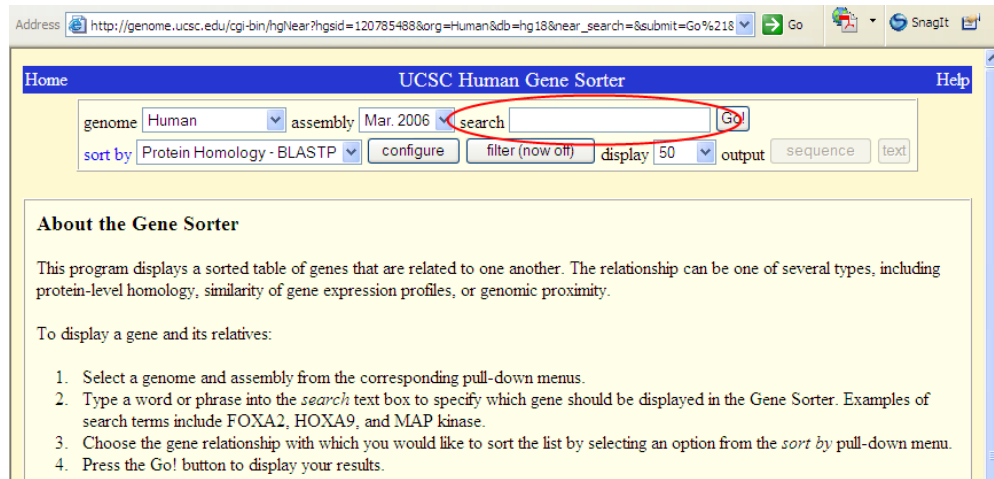 Address http://genome.ucsc.edu/cgi-bin/hgNear?hgsid=120785488&org=Human&db=hg18&near_search=&submit=Go%218 Go SnagIt
Home UCSC Human Gene Sorter Help
genome Human assembly Mar. 2006 search Go!
sort by Protein Homology - BLASTP configure filter (now off) display 50 output sequence text
About the Gene Sorter
This program displays a sorted table of genes that are related to one another. The relationship can be one of several types, including
protein-level homology, similarity of gene expression profiles, or genomic proximity.
To display a gene and its relatives:
1. Select a genome and assembly from the corresponding pull-down menus.
2. Type a word or phrase into the search text box to specify which gene should be displayed in the Gene Sorter. Examples of
search terms include FOXA2, HOXA9, and MAP kinase.
3. Choose the gene relationship with which you would like to sort the list by selecting an option from the sort by pull-down menu.
4. Press the Go! button to display your results.